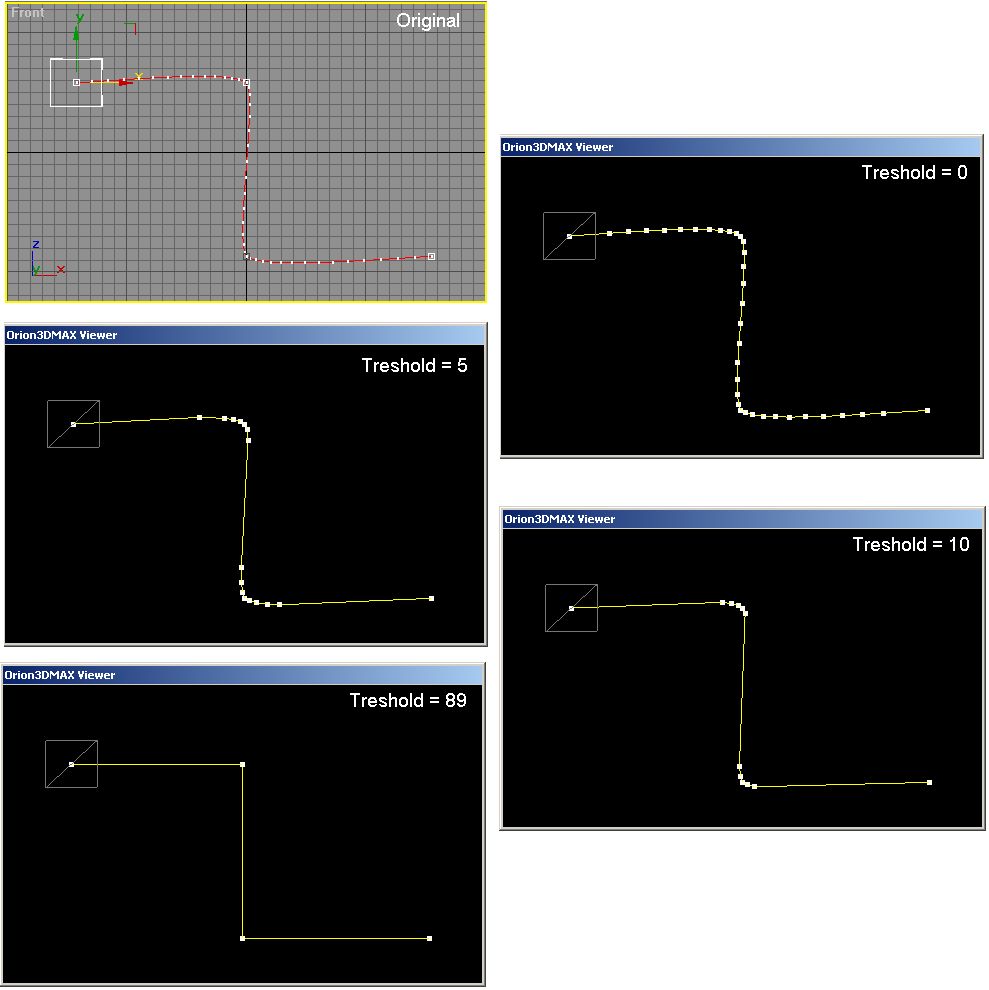 Front
y
Original
x
z
y
x
Orion3DMAX Viewer
Treshold = 0
Orion3DMAX Viewer
Treshold = 5
Orion3DMAX Viewer
Treshold = 10
Orion3DMAX Viewer
Treshold = 89